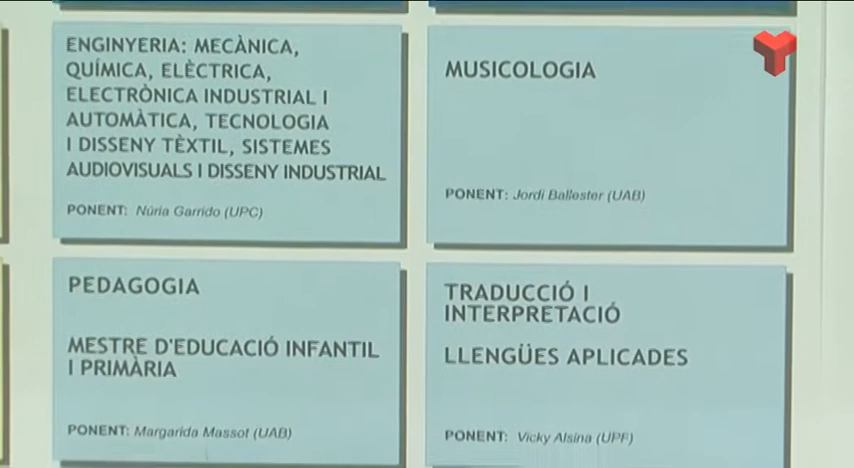 ENGINYERIA: MECÀNICA,
QUÍMICA, ELÈCTRICA,
ELECTRÒNICA INDUSTRIAL I
AUTOMÀTICA, TECNOLOGIA
I DISSENY TÈXTIL, SISTEMES
AUDIOVISUALS I DISSENY INDUSTRIAL
PONENT: Núria Garrido (UPC)
MUSICOLOGIA
PONENT: Jordi Ballester (UAB)
PEDAGOGIA
MESTRE D'EDUCACIÓ INFANTIL
I PRIMÀRIA
PONENT: Margarida Massot (UAB)
TRADUCCIÓ I
INTERPRETACIÓ
LLENGÜES APLICADES
PONENT: Vicky Alsina (UPF)